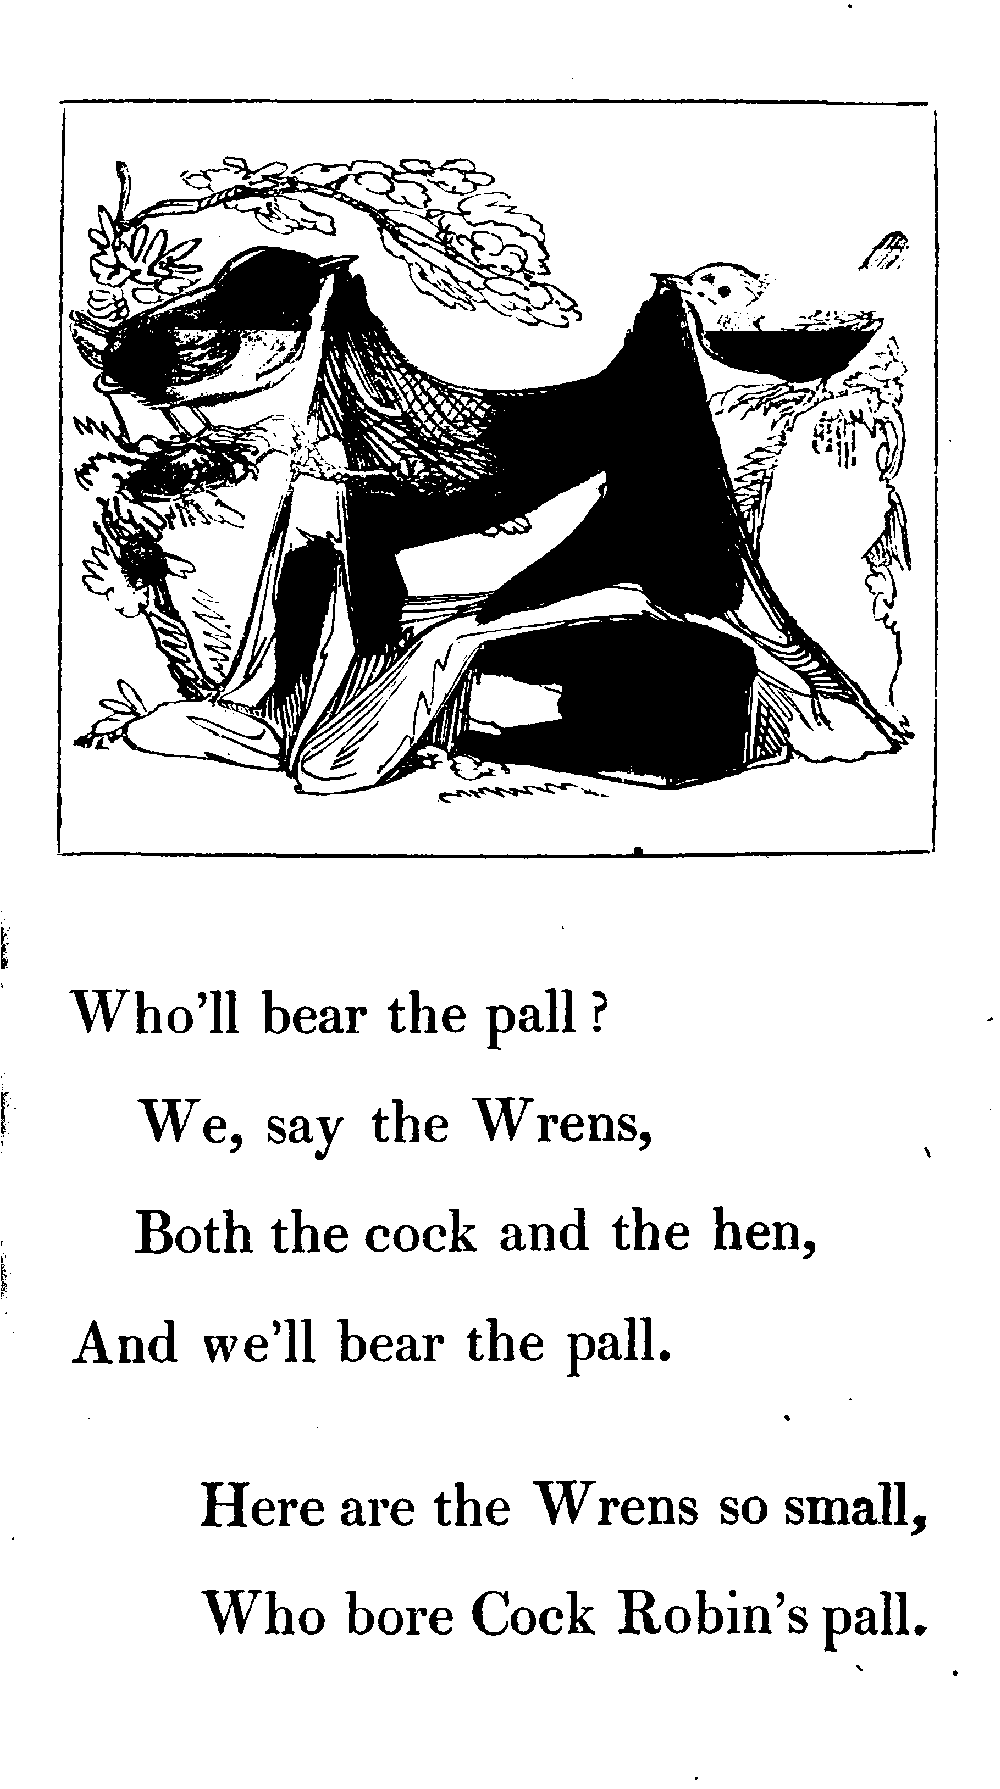 Who'll bear the pall?
We, say the Wrens,
Both the cock and the hen,
And we'll bear the pall.
Here are the Wrens so small,
Who bore Cock Robin's pall.